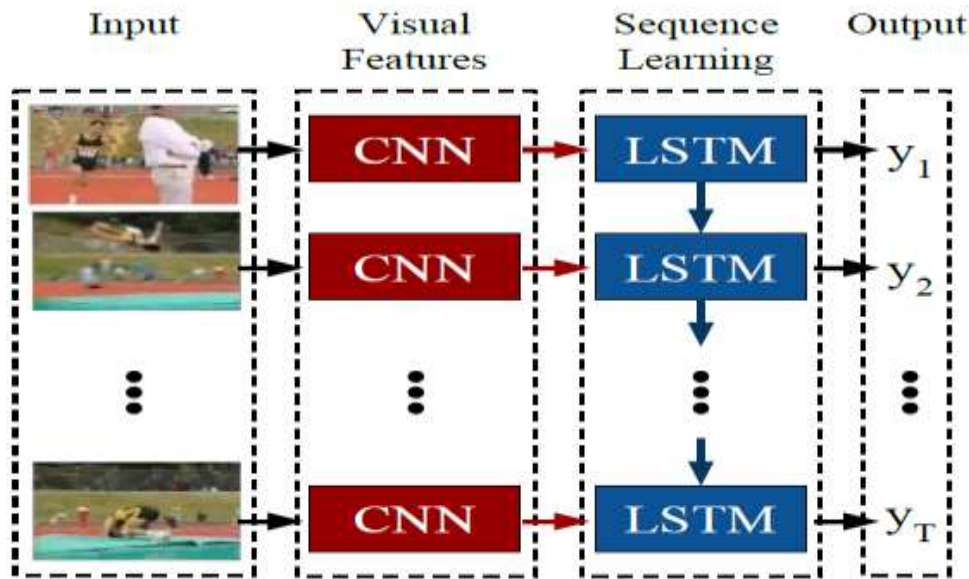 Input
Visual
Features
Sequence
Learning
Output
CNN
LSTM
y1
CNN
LSTM
y2
CNN
LSTM
yT